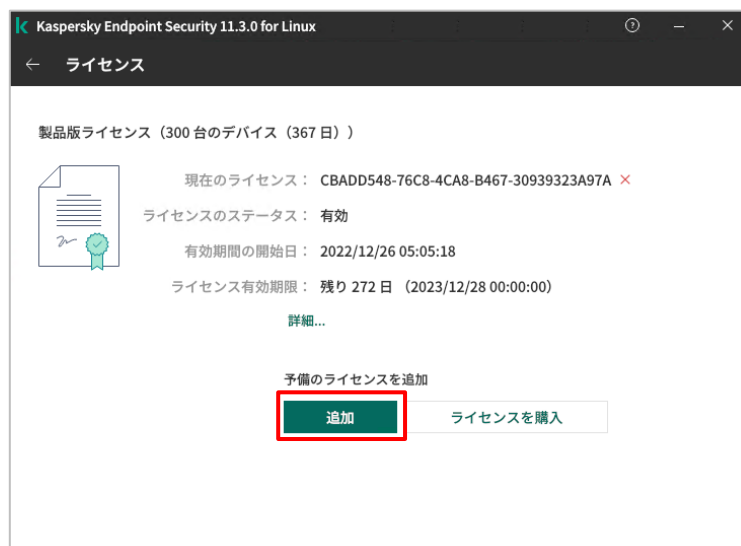 Kaspersky Endpoint Security 11.3.0 for Linux
ライセンス
製品版ライセンス（300 台のデバイス（367 日））
現在のライセンス： CBADD548-76C8-4CA8-B467-30939323A97A
ライセンスのステータス： 有効
有効期間の開始日： 2022/12/26 05:05:18
ライセンス有効期限： 残り 272 日 （2023/12/28 00:00:00）
詳細...
予備のライセンスを追加
追加 ライセンスを購入